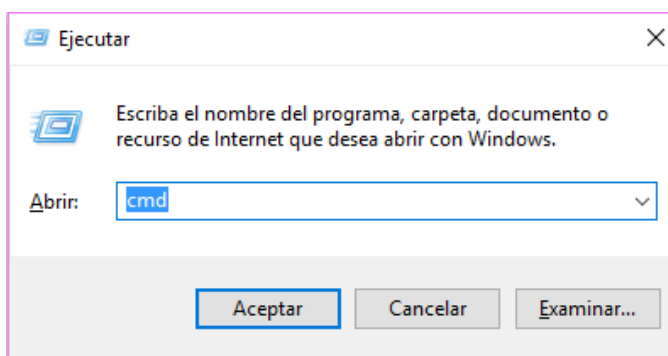 Ejecutar
Escriba el nombre del programa, carpeta, documento o
recurso de Internet que desea abrir con Windows.
Abrir: cmd
Aceptar Cancelar Examinar...